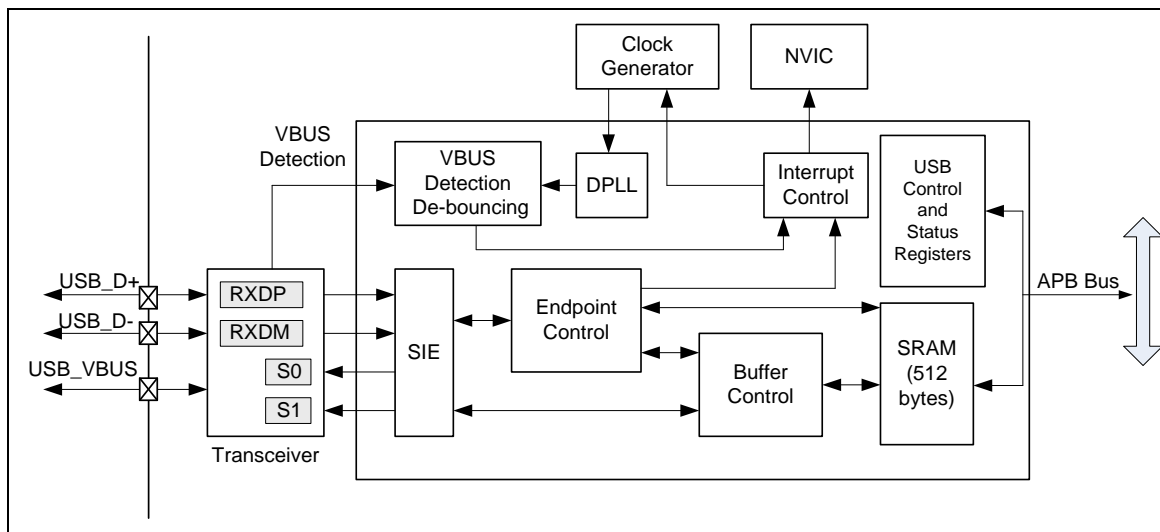 Clock
Generator
NVIC
VBUS
Detection
VBUS
Detection
De-bouncing
DPLL
Interrupt
Control
USB
Control
and
Status
Registers
USB_D+
USB_D-
USB_VBUS
RXDP
RXDM
S0
S1
Transceiver
SIE
Endpoint
Control
Buffer
Control
SRAM
(512
bytes)
APB Bus